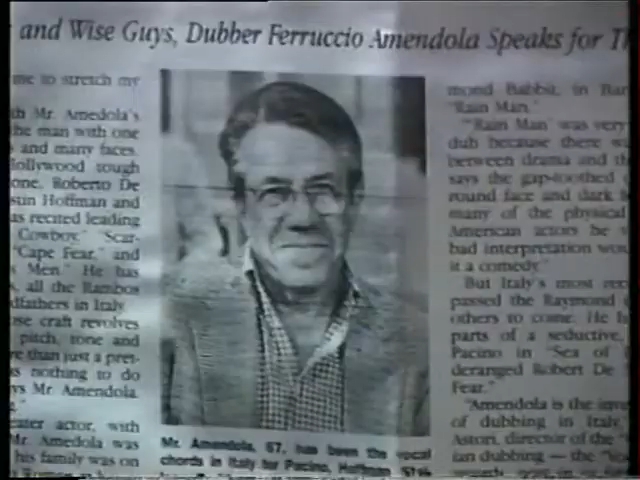 and Wise Guys, Dubber Ferruccio Amendola Speaks for Th
me to stretch my
th Mr. Amedola's
he man with one
and many faces.
Hollywood tough
one. Roberto De
stin Hoffman and
as recited leading
Cowboy," "Scar-
"Cape Fear," and
Men." He has
, all the Rambos
dfathers in Italy.
se craft revolves
pitch, tone and
re than just a pret-
s nothing to do
ys Mr Amendola.
eater actor, with
Mr. Amedola was
his family was on
Mr. Amendola, 67, has been the vocal
chords in Italy for Pacino, Hoffman
mond Babbit, in Bar
"Rain Man."
"'Rain Man' was very
dub because there w
between drama and th
says the gap-toothed
round face and dark
many of the physical
American actors he
bad interpretation wou
it a comedy."
But Italy's most rec
passed the Raymond
others to come. He h
parts of a seductive,
Pacino in "Sea of
deranged Robert De
Fear."
"Amendola is the inv
of dubbing in Italy,
Astori, director of the "
ian dubbing — the